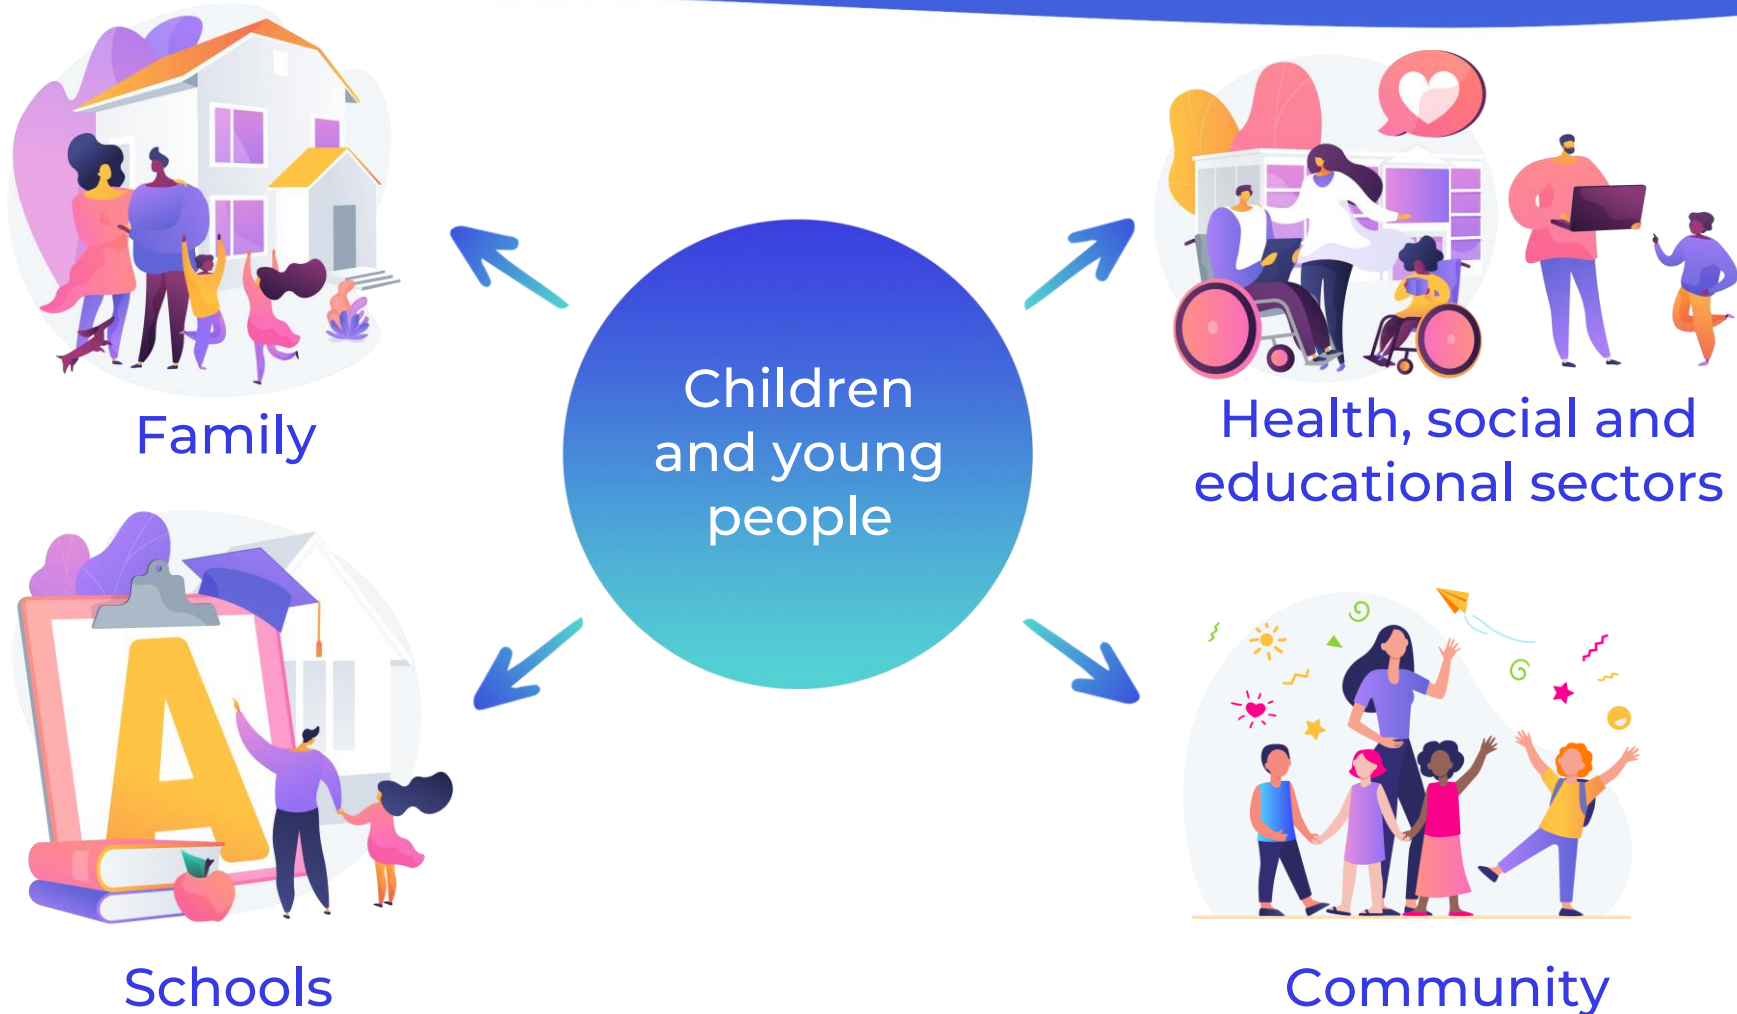 Family
Children
and young
people
Health, social and
educational sectors
A
Schools
Community